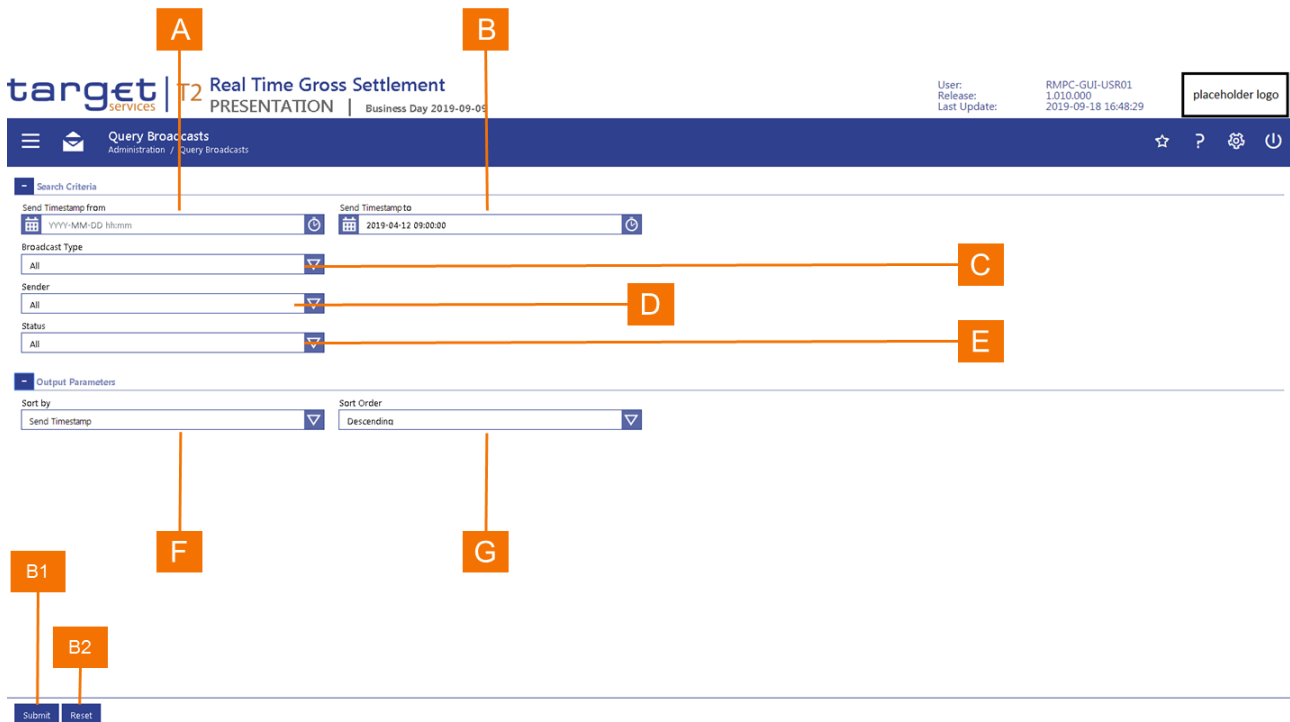 A
B
target services | T2 Real Time Gross Settlement
PRESENTATION | Business Day 2019-09-09
User: RMPC-GUI-USR01
Release: 1.010.000
Last Update: 2019-09-18 16:48:29
placeholder logo
Query Broadcasts
Administration / Query Broadcasts
?
- Search Criteria
Send Timestamp from
YYYY-MM-DD hh:mm
Send Timestamp to
2019-04-12 09:00:00
Broadcast Type
All
C
Sender
All
D
Status
All
E
- Output Parameters
Sort by
Send Timestamp
Sort Order
Descending
F
G
B1
B2
Submit
Reset